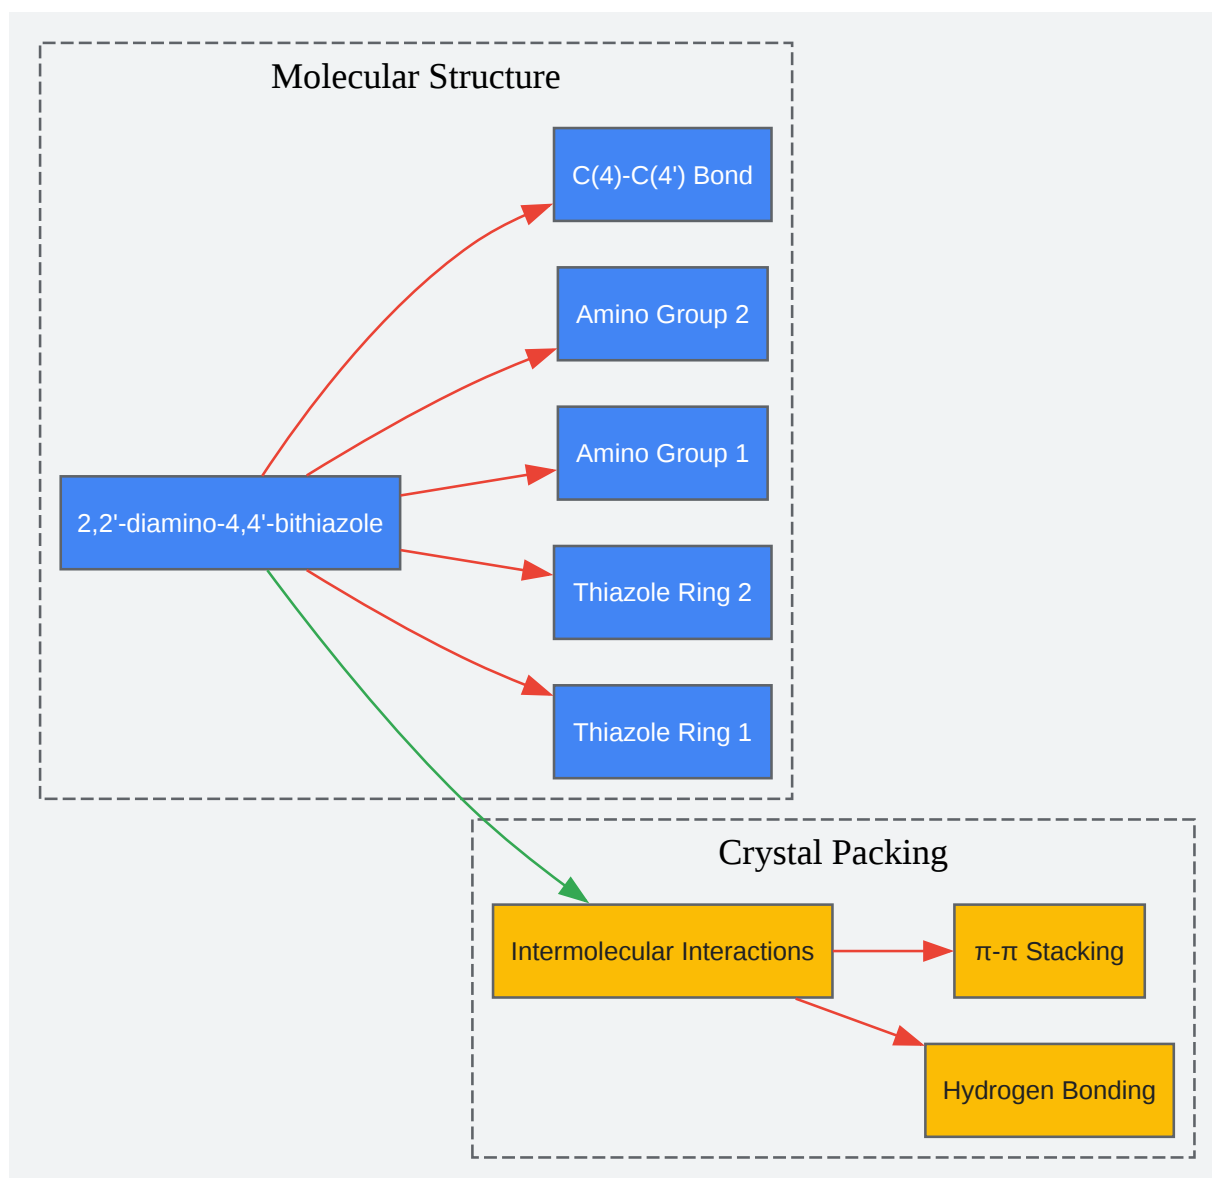 Molecular Structure
C(4)-C(4') Bond
Amino Group 2
Amino Group 1
2,2'-diamino-4,4'-bithiazole
Thiazole Ring 2
Thiazole Ring 1
Crystal Packing
Intermolecular Interactions
π-π Stacking
Hydrogen Bonding